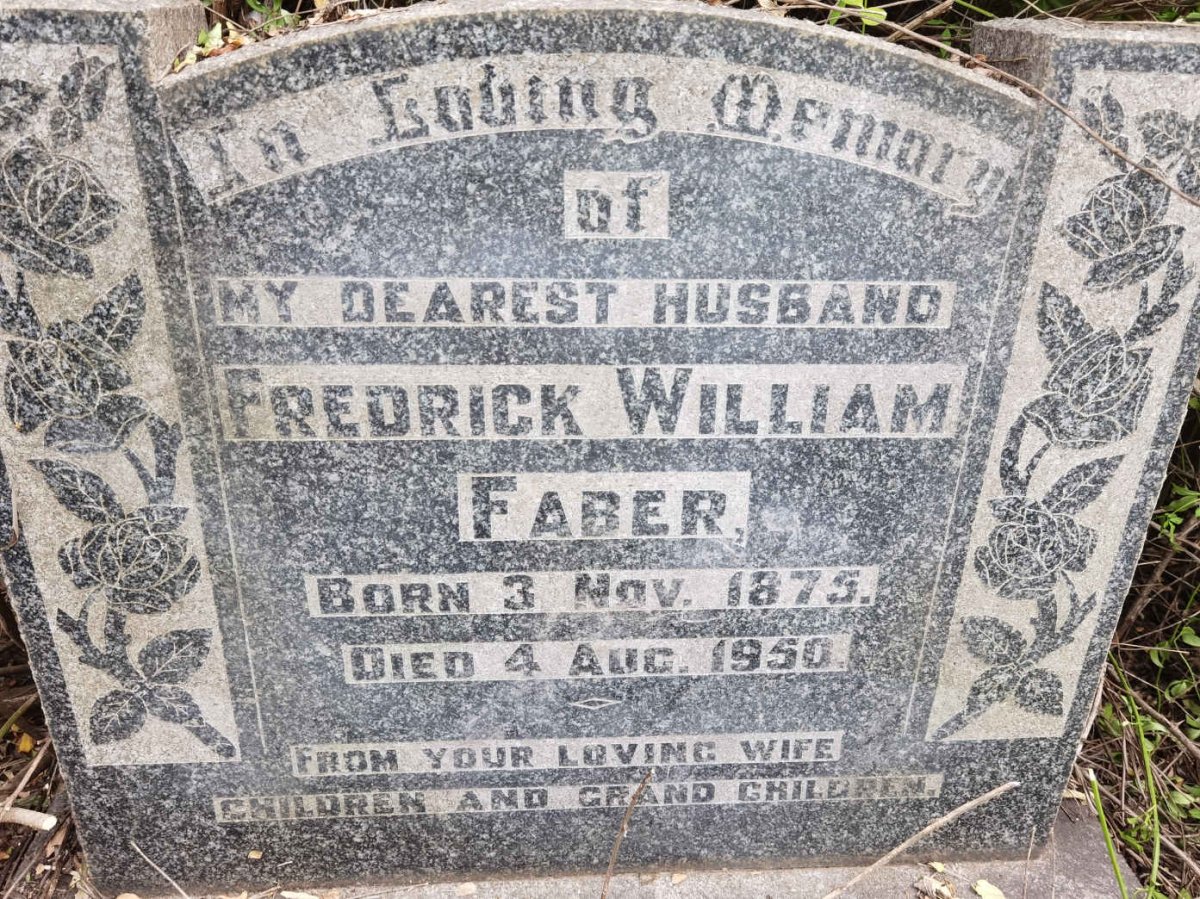 In Loving Memory
of
MY DEAREST HUSBAND
FREDRICK WILLIAM
FABER,
BORN 3 NOV. 1875.
DIED 4 AUG. 1950.
FROM YOUR LOVING WIFE
CHILDREN AND GRAND CHILDREN.